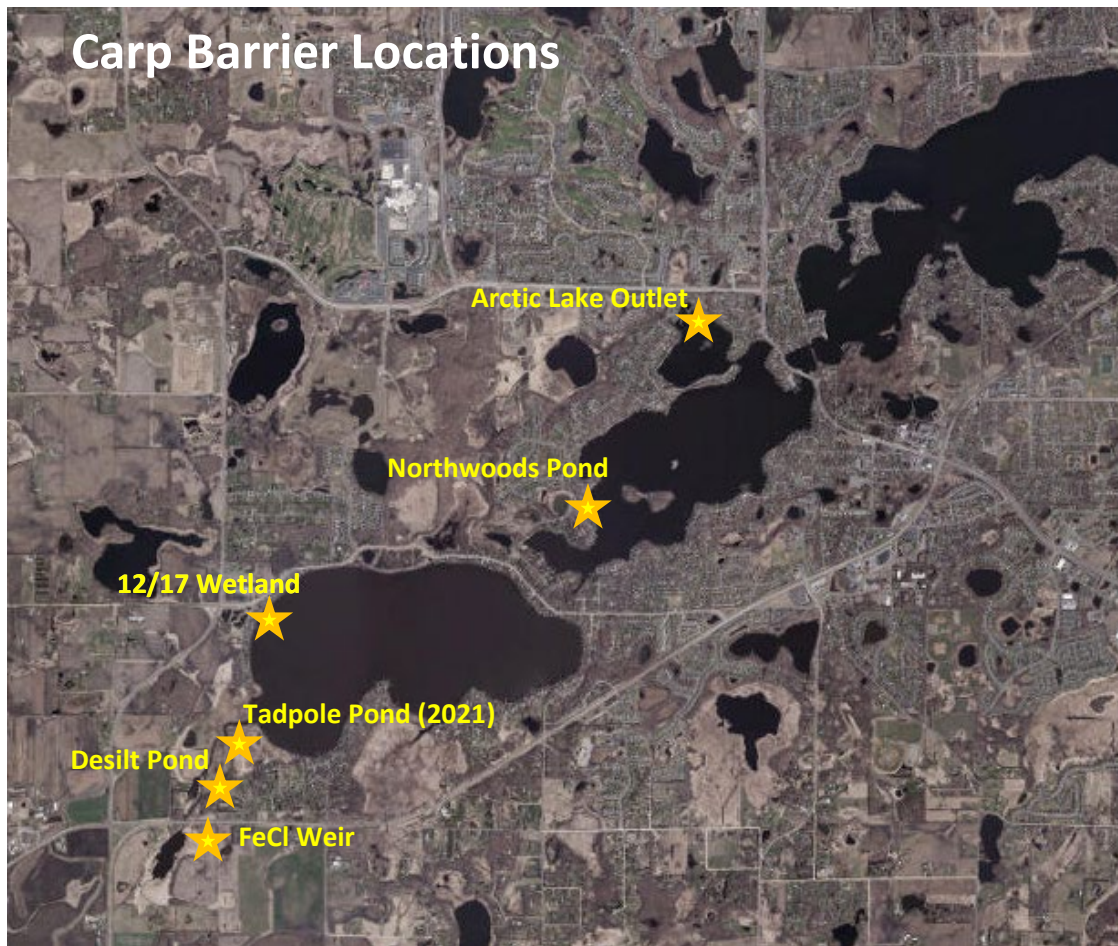 Carp Barrier Locations
Arctic Lake Outlet
Northwoods Pond
12/17 Wetland
Tadpole Pond (2021)
Desilt Pond
FeCl Weir